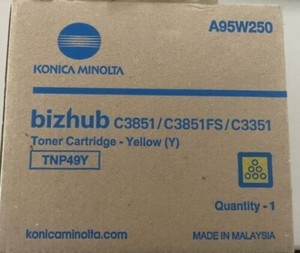 A95W250
KONICA MINOLTA
bizhub C3851/C3851FS/C3351
Toner Cartridge - Yellow (Y)
TNP49Y
Quantity - 1
konicaminolta.com MADE IN MALAYSIA